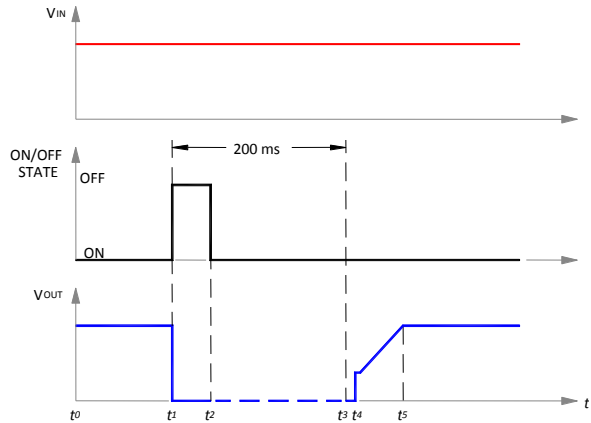 VIN
200 ms
ON/OFF
STATE
OFF
ON
VOUT
t0 t1 t2 t3 t4 t5 t